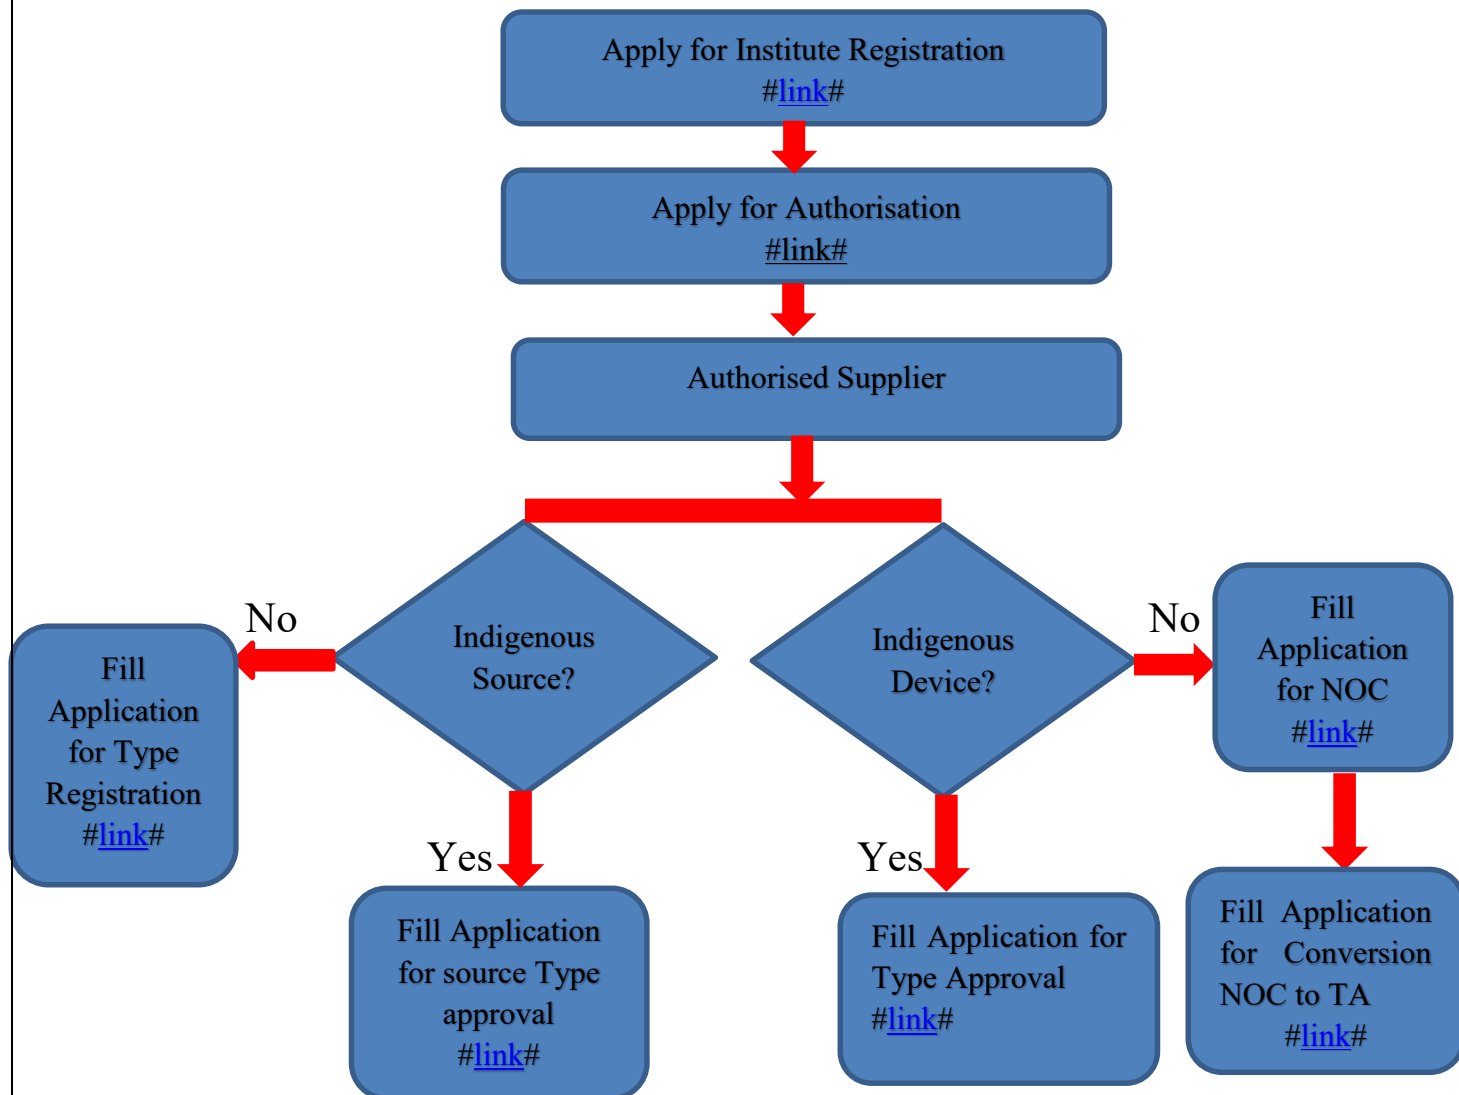 Apply for Institute Registration
#link#
Apply for Authorisation
#link#
Authorised Supplier
No
Indigenous
Source?
Indigenous
Device?
No
Fill
Application
for NOC
#link#
Fill
Application
for Type
Registration
#link#
Yes
Yes
Fill Application
for source Type
approval
#link#
Fill Application for
Type Approval
#link#
Fill Application
for Conversion
NOC to TA
#link#